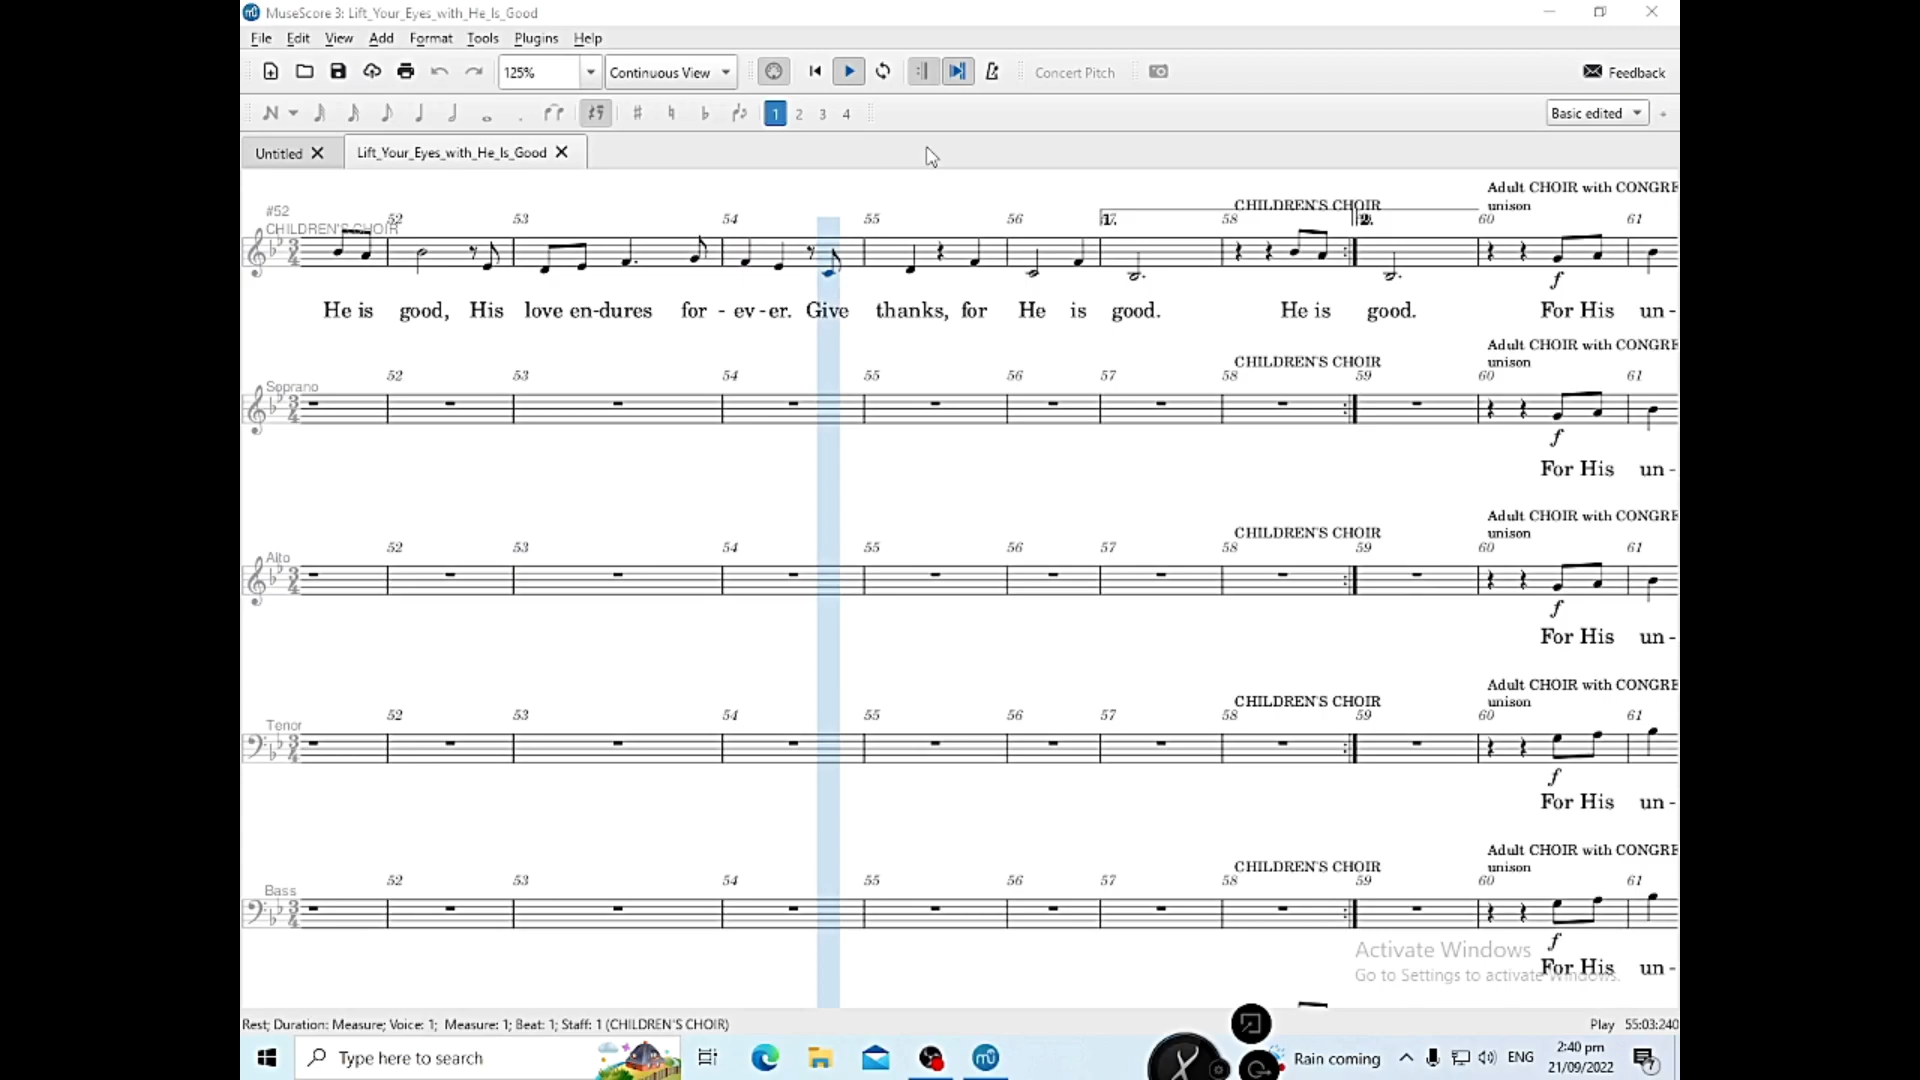 MuseScore 3: Lift_Your_Eyes_with_He_Is_Good
File Edit View Add Format Tools Plugins Help
125% Continuous View Concert Pitch Feedback
1 2 3 4 Basic edited
Untitled Lift_Your_Eyes_with_He_Is_Good
Adult CHOIR with CONGRE
unison
#52
CHILDREN'S CHOIR
CHILDREN'S CHOIR
52 53 54 55 56 1. 58 2. 60 61
He is good, His love en-dures for - ev-er. Give thanks, for He is good. He is good. For His un-
Adult CHOIR with CONGRE
CHILDREN'S CHOIR unison
Soprano 52 53 54 55 56 57 58 59 60 61
f
For His un-
Adult CHOIR with CONGRE
CHILDREN'S CHOIR unison
Alto 52 53 54 55 56 57 58 59 60 61
f
For His un-
Adult CHOIR with CONGRE
CHILDREN'S CHOIR unison
Tenor 52 53 54 55 56 57 58 59 60 61
f
For His un-
Adult CHOIR with CONGRE
CHILDREN'S CHOIR unison
Bass 52 53 54 55 56 57 58 59 60 61
f
Activate Windows
For His un-
Go to Settings to activate Windows.
Rest; Duration: Measure; Voice: 1; Measure: 1; Beat: 1; Staff: 1 (CHILDREN'S CHOIR) Play 55:03:240
Type here to search Rain coming ENG 2:40 pm
21/09/2022 7